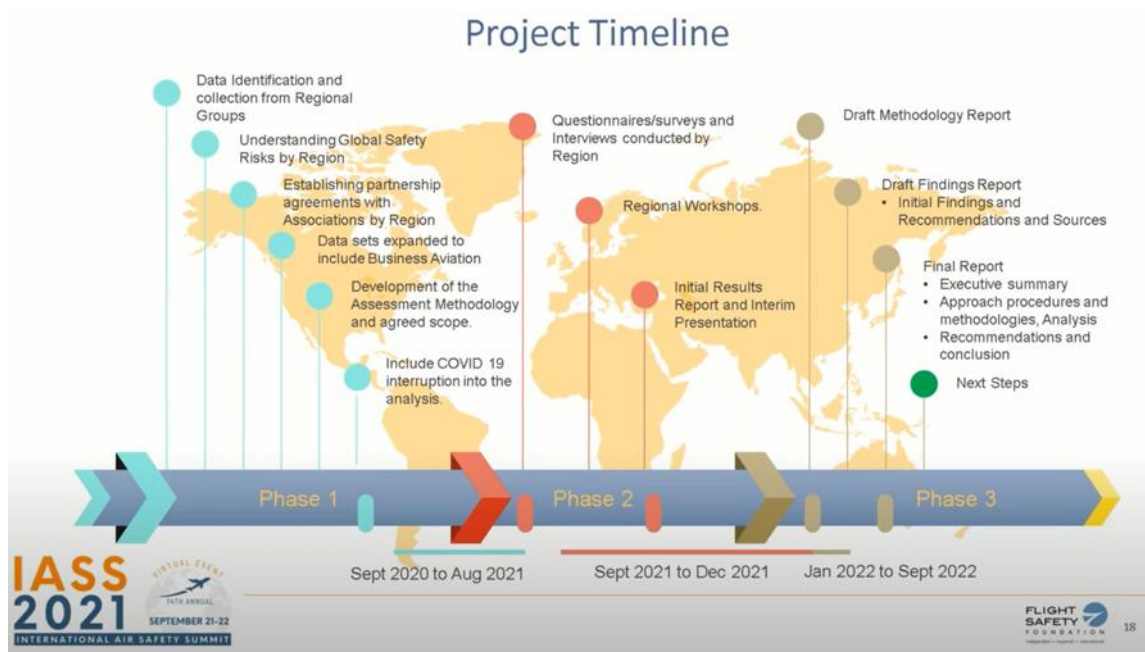 Project Timeline
Data Identification and
collection from Regional
Groups
Understanding Global Safety
Risks by Region
Establishing partnership
agreements with
Associations by Region
Data sets expanded to
include Business Aviation
Development of the
Assessment Methodology
and agreed scope.
Include COVID 19
interruption into the
analysis.
Questionnaires/surveys and
Interviews conducted by
Region
Regional Workshops.
Initial Results
Report and Interim
Presentation
Draft Methodology Report
Draft Findings Report
• Initial Findings and
Recommendations and Sources
Final Report
• Executive summary
• Approach procedures and
methodologies, Analysis
• Recommendations and
conclusion
Next Steps
Phase 1
Phase 2
Phase 3
Sept 2020 to Aug 2021
Sept 2021 to Dec 2021
Jan 2022 to Sept 2022
IASS
2021
VIRTUAL EVENT
74TH ANNUAL
SEPTEMBER 21-22
INTERNATIONAL AIR SAFETY SUMMIT
FLIGHT
SAFETY
FOUNDATION
independent • impartial • international
18